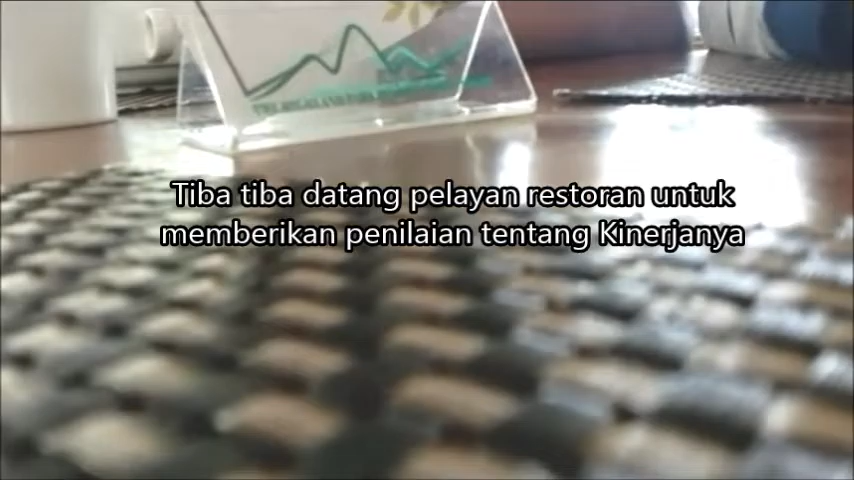 Tiba tiba datang pelayan restoran untuk
memberikan penilaian tentang Kinerjanya